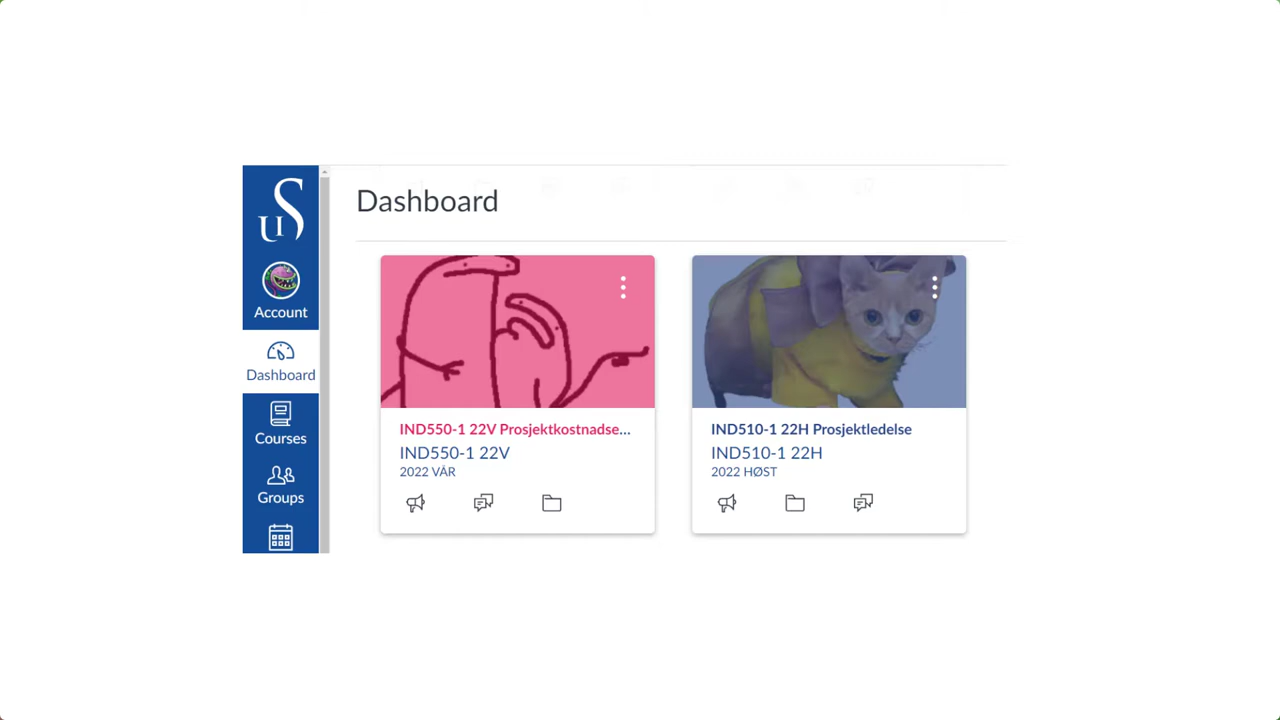 US
Account
Dashboard
Courses
Groups
Dashboard
IND550-1 22V Prosjektkostnadse...
IND550-1 22V
2022 VÅR
IND510-1 22H Prosjektledelse
IND510-1 22H
2022 HØST